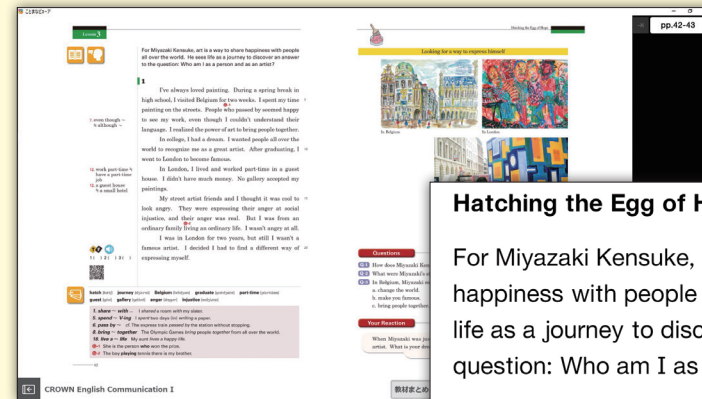 ことまなビューア
pp.42-43
Lesson 3
For Miyazaki Kensuke, art is a way to share happiness with people
all over the world. He sees life as a journey to discover an answer
to the question: Who am I as a person and as an artist?
1
I've always loved painting. During a spring break in
high school, I visited Belgium for two weeks. I spent my time
painting on the streets. People who passed by seemed happy
to see my work, even though I couldn't understand their
language. I realized the power of art to bring people together.
In college, I had a dream. I wanted people all over the
world to recognize me as a great artist. After graduating, I
went to London to become famous.
In London, I lived and worked part-time in a guest
house. I didn't have much money. No gallery accepted my
paintings.
My street artist friends and I thought it was cool to
look angry. They were expressing their anger at social
injustice, and their anger was real. But I was from an
ordinary family living an ordinary life. I wasn't angry at all.
I was in London for two years, but still I wasn't a
famous artist. I decided I had to find a different way of
expressing myself.
7. even though ~
≒ although ~
12. work part-time ≒
have a part-time
job
12. a guest house
≒ a small hotel
1( ) 2( ) 3( )
hatch journey Belgium graduate part-time
guest gallery anger injustice
1. share ~ with ... I shared a room with my sister.
5. spend ~ V-ing I spent two days (in) writing a paper.
6. pass by ~ cf. The express train passed by the station without stopping.
8. bring ~ together The Olympic Games bring people together from all over the world.
18. live a ~ life My aunt lives a happy life.
She is the person who won the prize.
The boy playing tennis there is my brother.
Hatching the Egg of Hope
Looking for a way to express himself
In Belgium
In London
Questions
Q-1 How does Miyazaki Ken
Q-2 What were Miyazaki's
Q-3 In Belgium, Miyazaki
a. change the world.
b. make you famous.
c. bring people together.
Your Reaction
When Miyazaki was
artist. What is your
Hatching the Egg of H
For Miyazaki Kensuke,
happiness with people
life as a journey to disc
question: Who am I as
CROWN English Communication I
教材まとめ